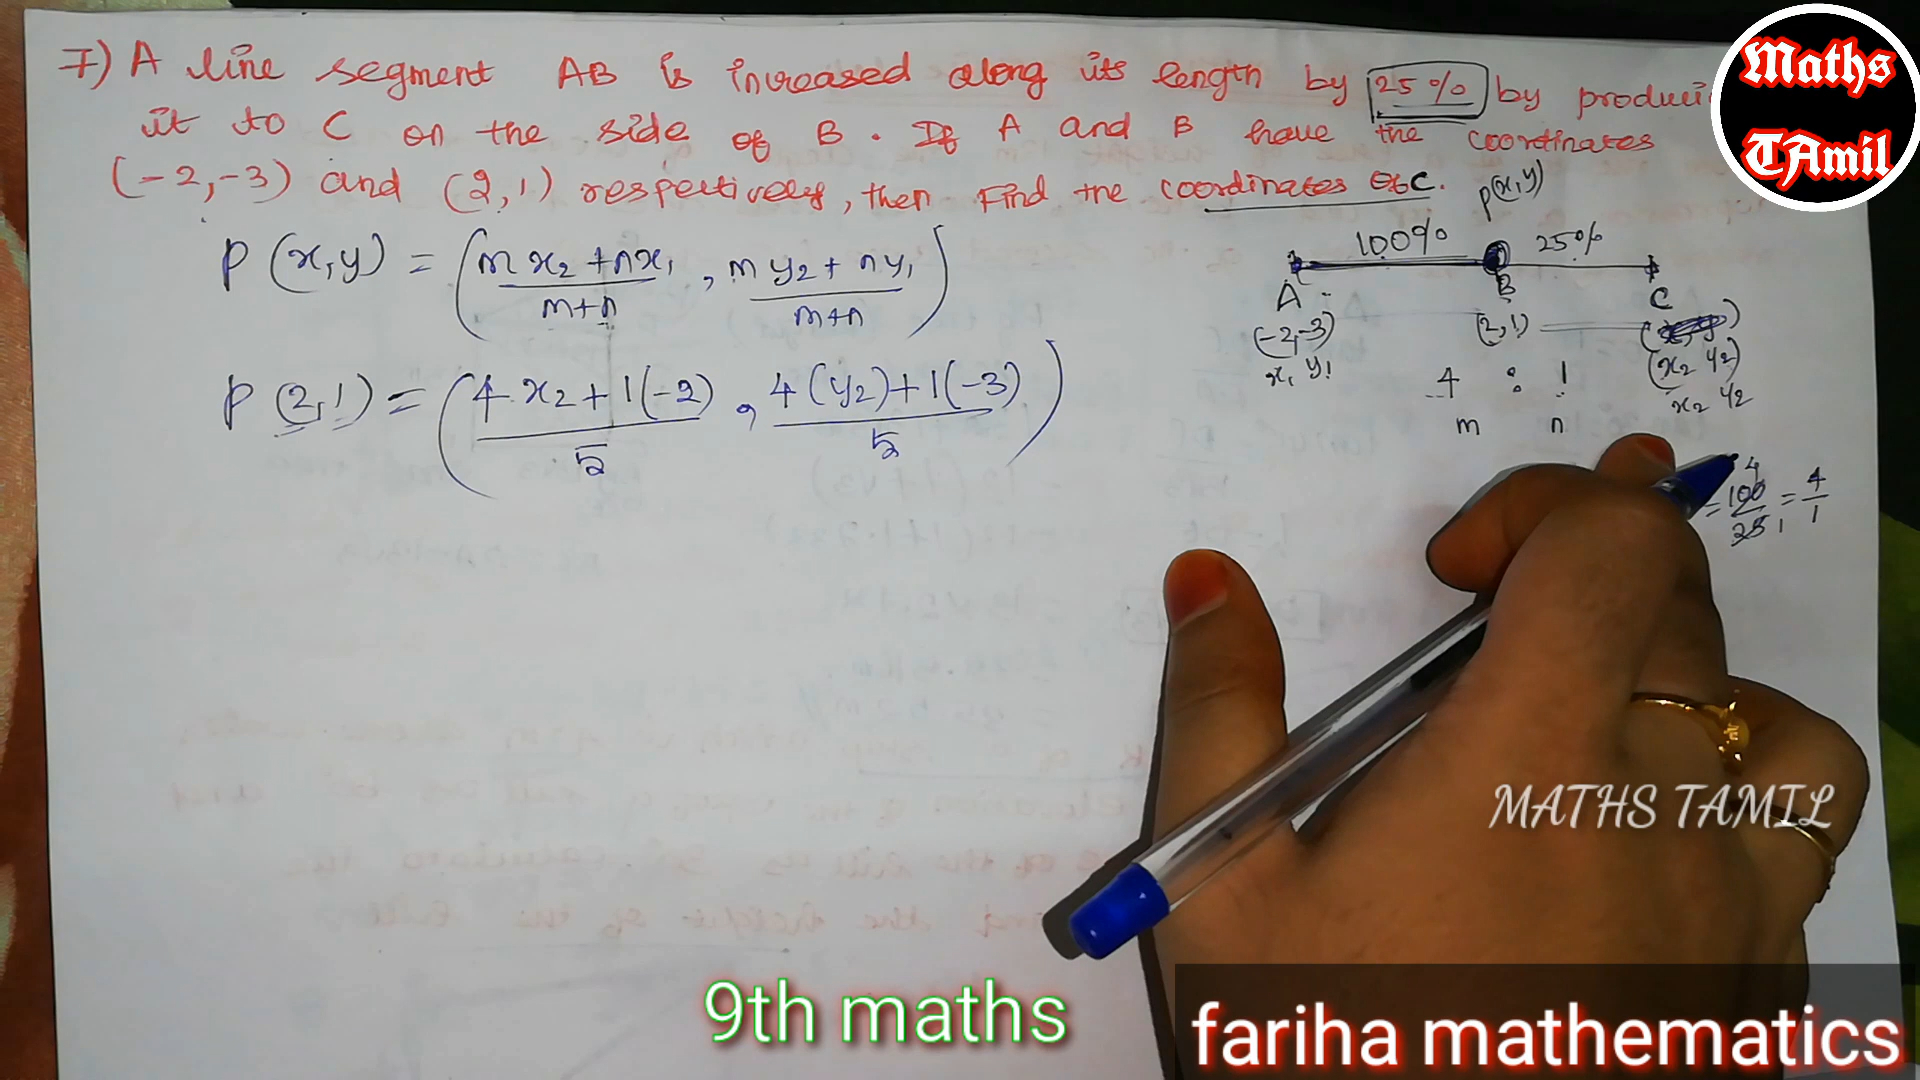 7) A line segment AB is increased along its length by 25% by
it to C on the side of B. If A and B have the coordinates
(-2,-3) and (2,1) respectively, then Find the coordinates of C.
P(x,y)
100% 25%
A B C
(-2,-3) (2,1)
x1 y1 (x2 y2)
x2 y2
4 : 1
m n
= 100/25 = 4/1
4 1
P(x,y) = (mx2+nx1/m+n, my2+ny1/m+n)
P(2,1) = (4x2+1(-2)/5, 4(y2)+1(-3)/5)
Maths
TAmil
MATHS TAMIL
9th maths
fariha mathematics